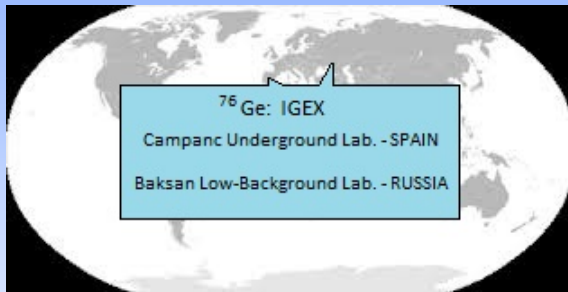 ⁷⁶Ge: IGEX
Campanc Underground Lab. - SPAIN
Baksan Low-Background Lab. - RUSSIA